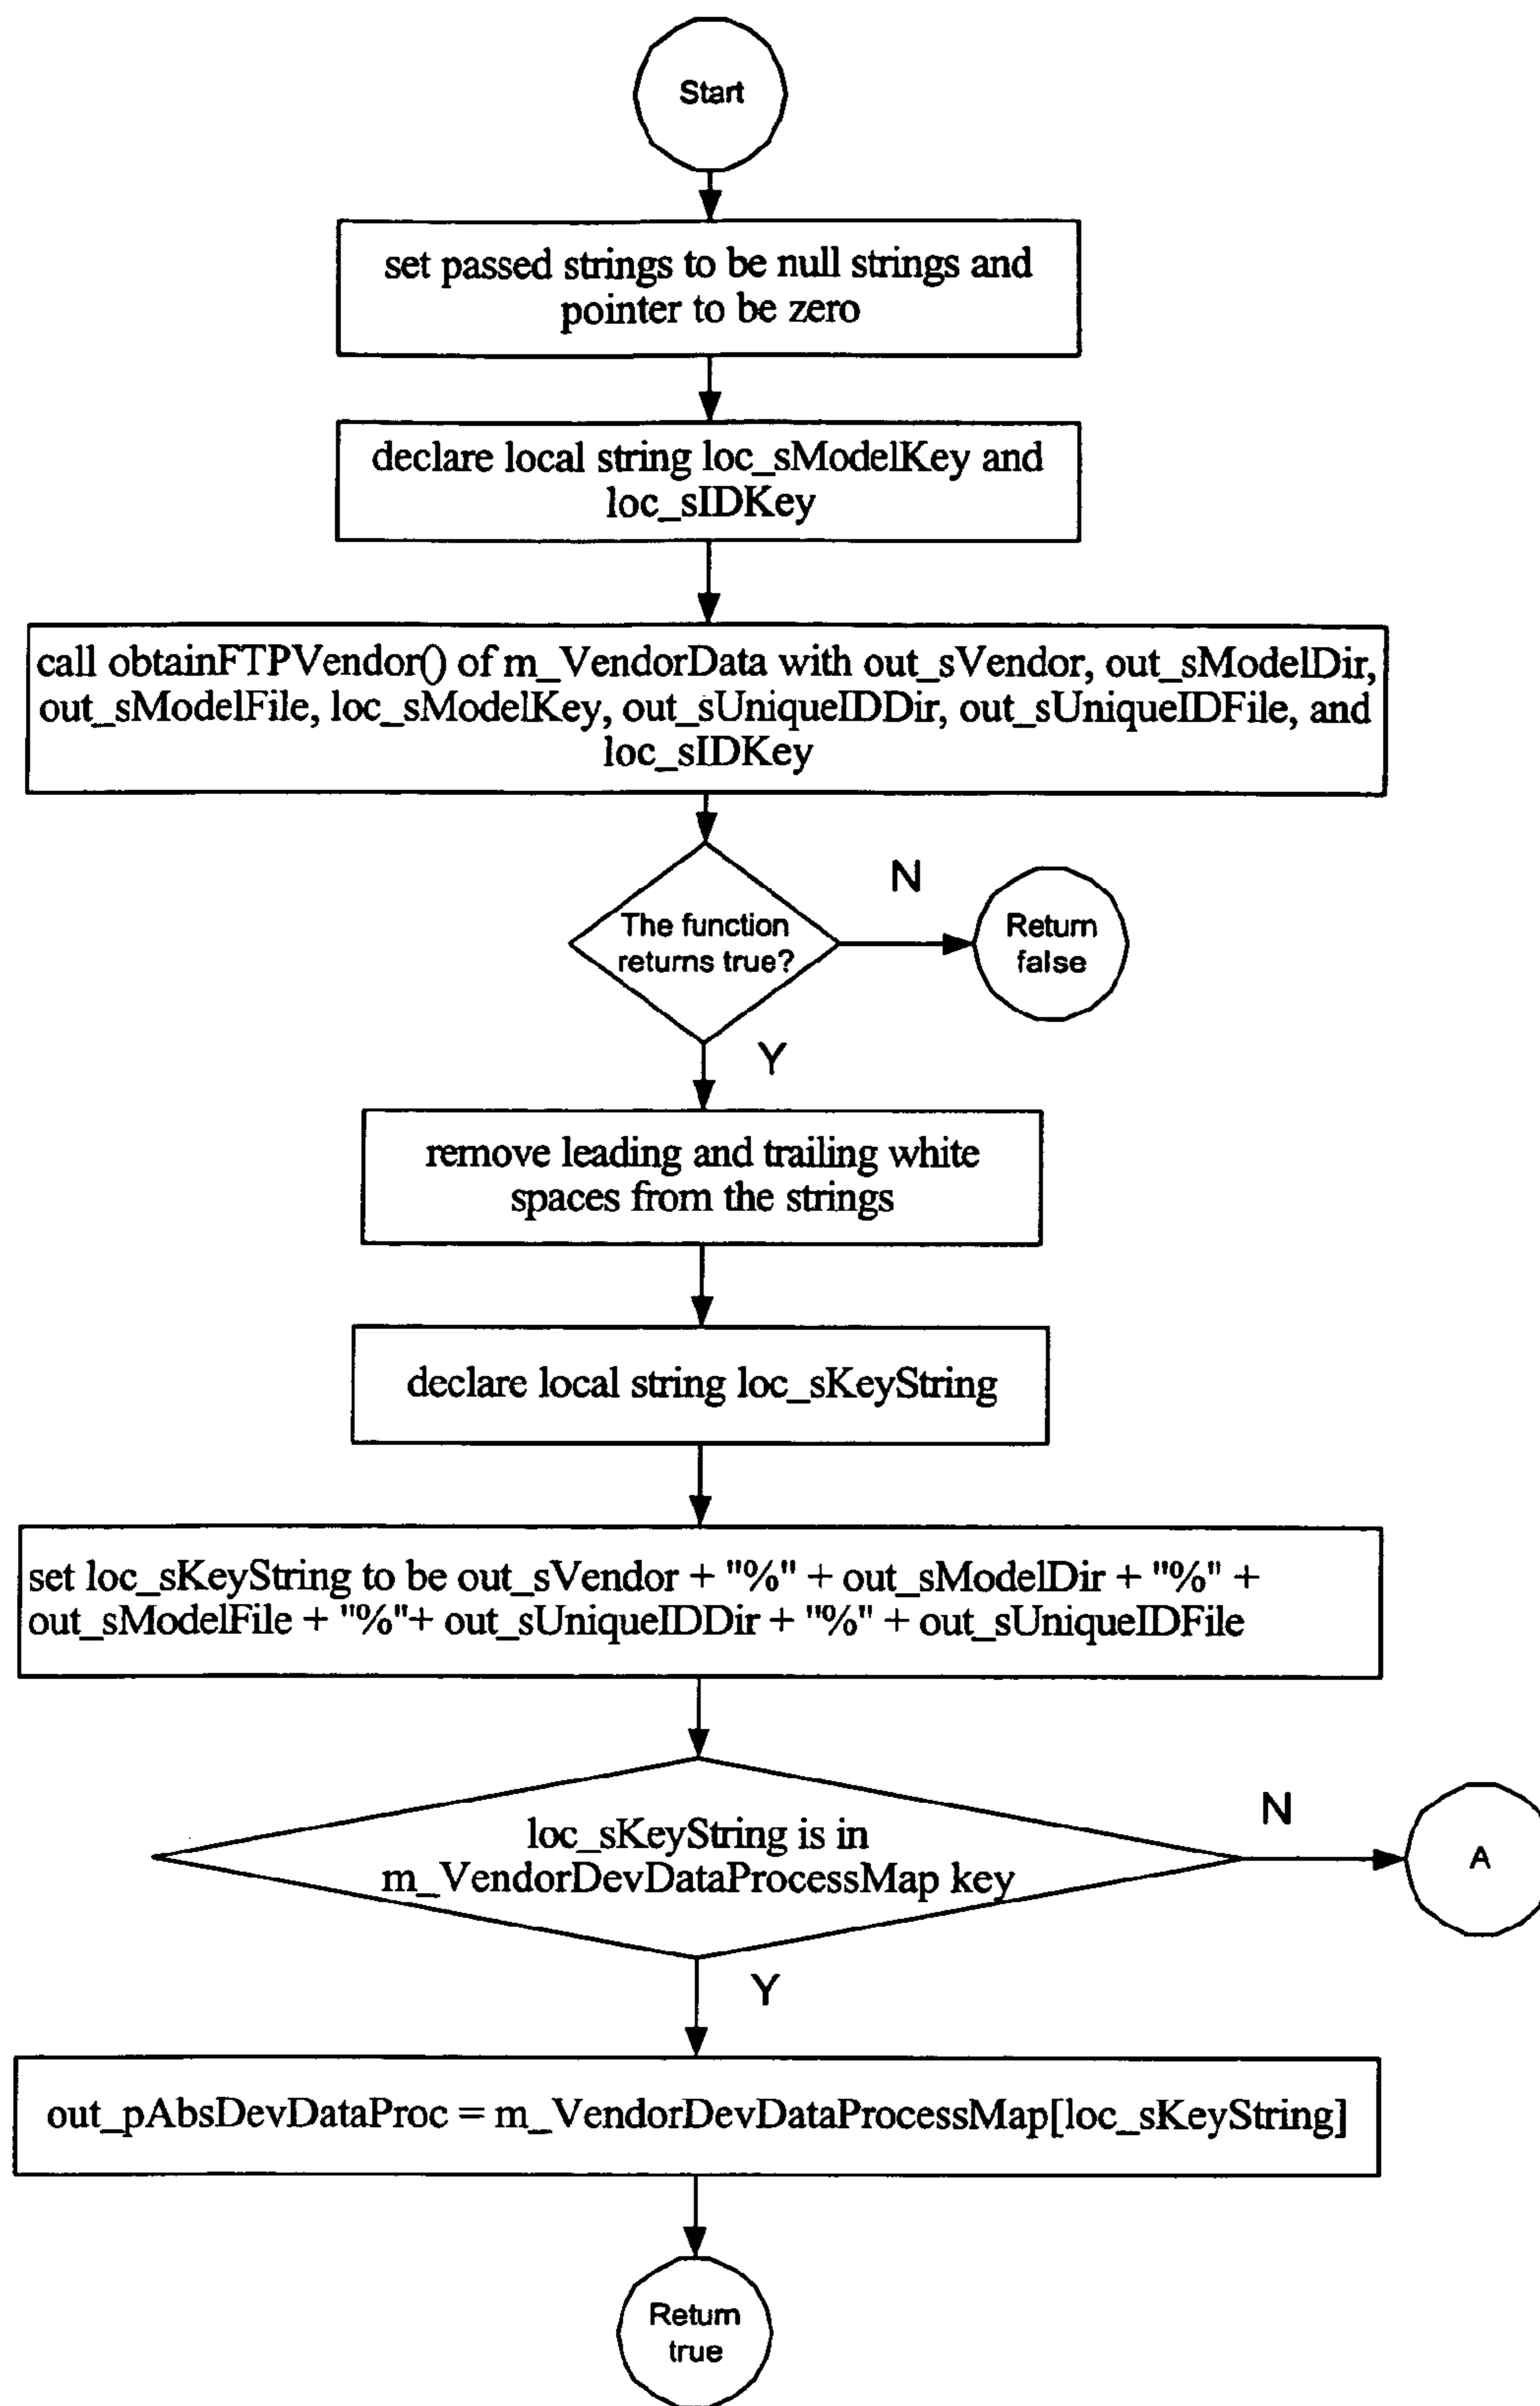 Start
set passed strings to be null strings and
pointer to be zero
declare local string loc_sModelKey and
loc_sIDKey
call obtainFTPVendor() of m_VendorData with out_sVendor, out_sModelDir,
out_sModelFile, loc_sModelKey, out_sUniqueIDDir, out_sUniqueIDFile, and
loc_sIDKey
The function
returns true?
N
Return
false
Y
remove leading and trailing white
spaces from the strings
declare local string loc_sKeyString
set loc_sKeyString to be out_sVendor + "%" + out_sModelDir + "%" +
out_sModelFile + "%"+ out_sUniqueIDDir + "%" + out_sUniqueIDFile
loc_sKeyString is in
m_VendorDevDataProcessMap key
N
A
Y
out_pAbsDevDataProc = m_VendorDevDataProcessMap[loc_sKeyString]
Return
true